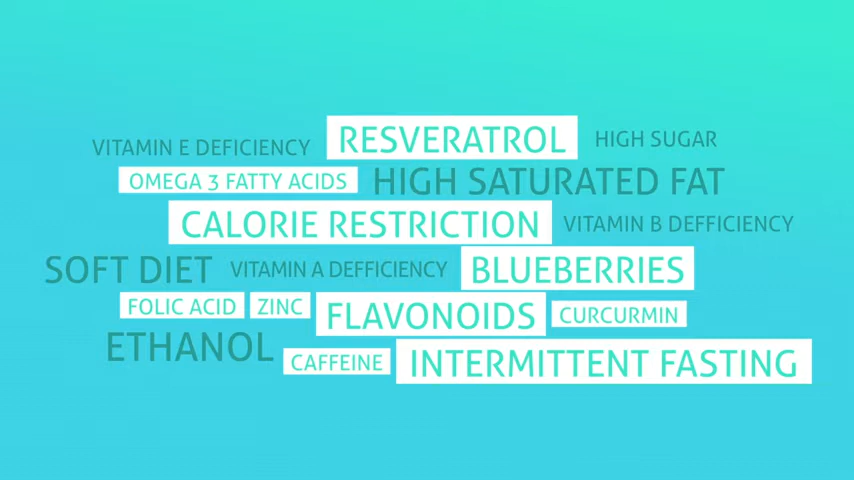 VITAMIN E DEFICIENCY RESVERATROL HIGH SUGAR
OMEGA 3 FATTY ACIDS HIGH SATURATED FAT
CALORIE RESTRICTION VITAMIN B DEFFICIENCY
SOFT DIET VITAMIN A DEFFICIENCY BLUEBERRIES
FOLIC ACID ZINC FLAVONOIDS CURCURMIN
ETHANOL CAFFEINE INTERMITTENT FASTING